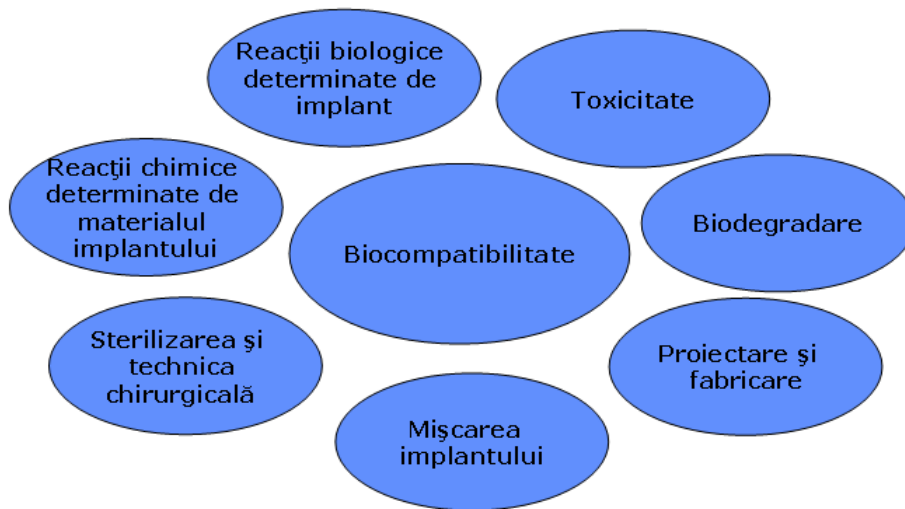 Reacţii biologice
determinate de
implant
Toxicitate
Reacţii chimice
determinate de
materialul
implantului
Biocompatibilitate
Biodegradare
Sterilizarea şi
technica
chirurgicală
Proiectare şi
fabricare
Mişcarea
implantului